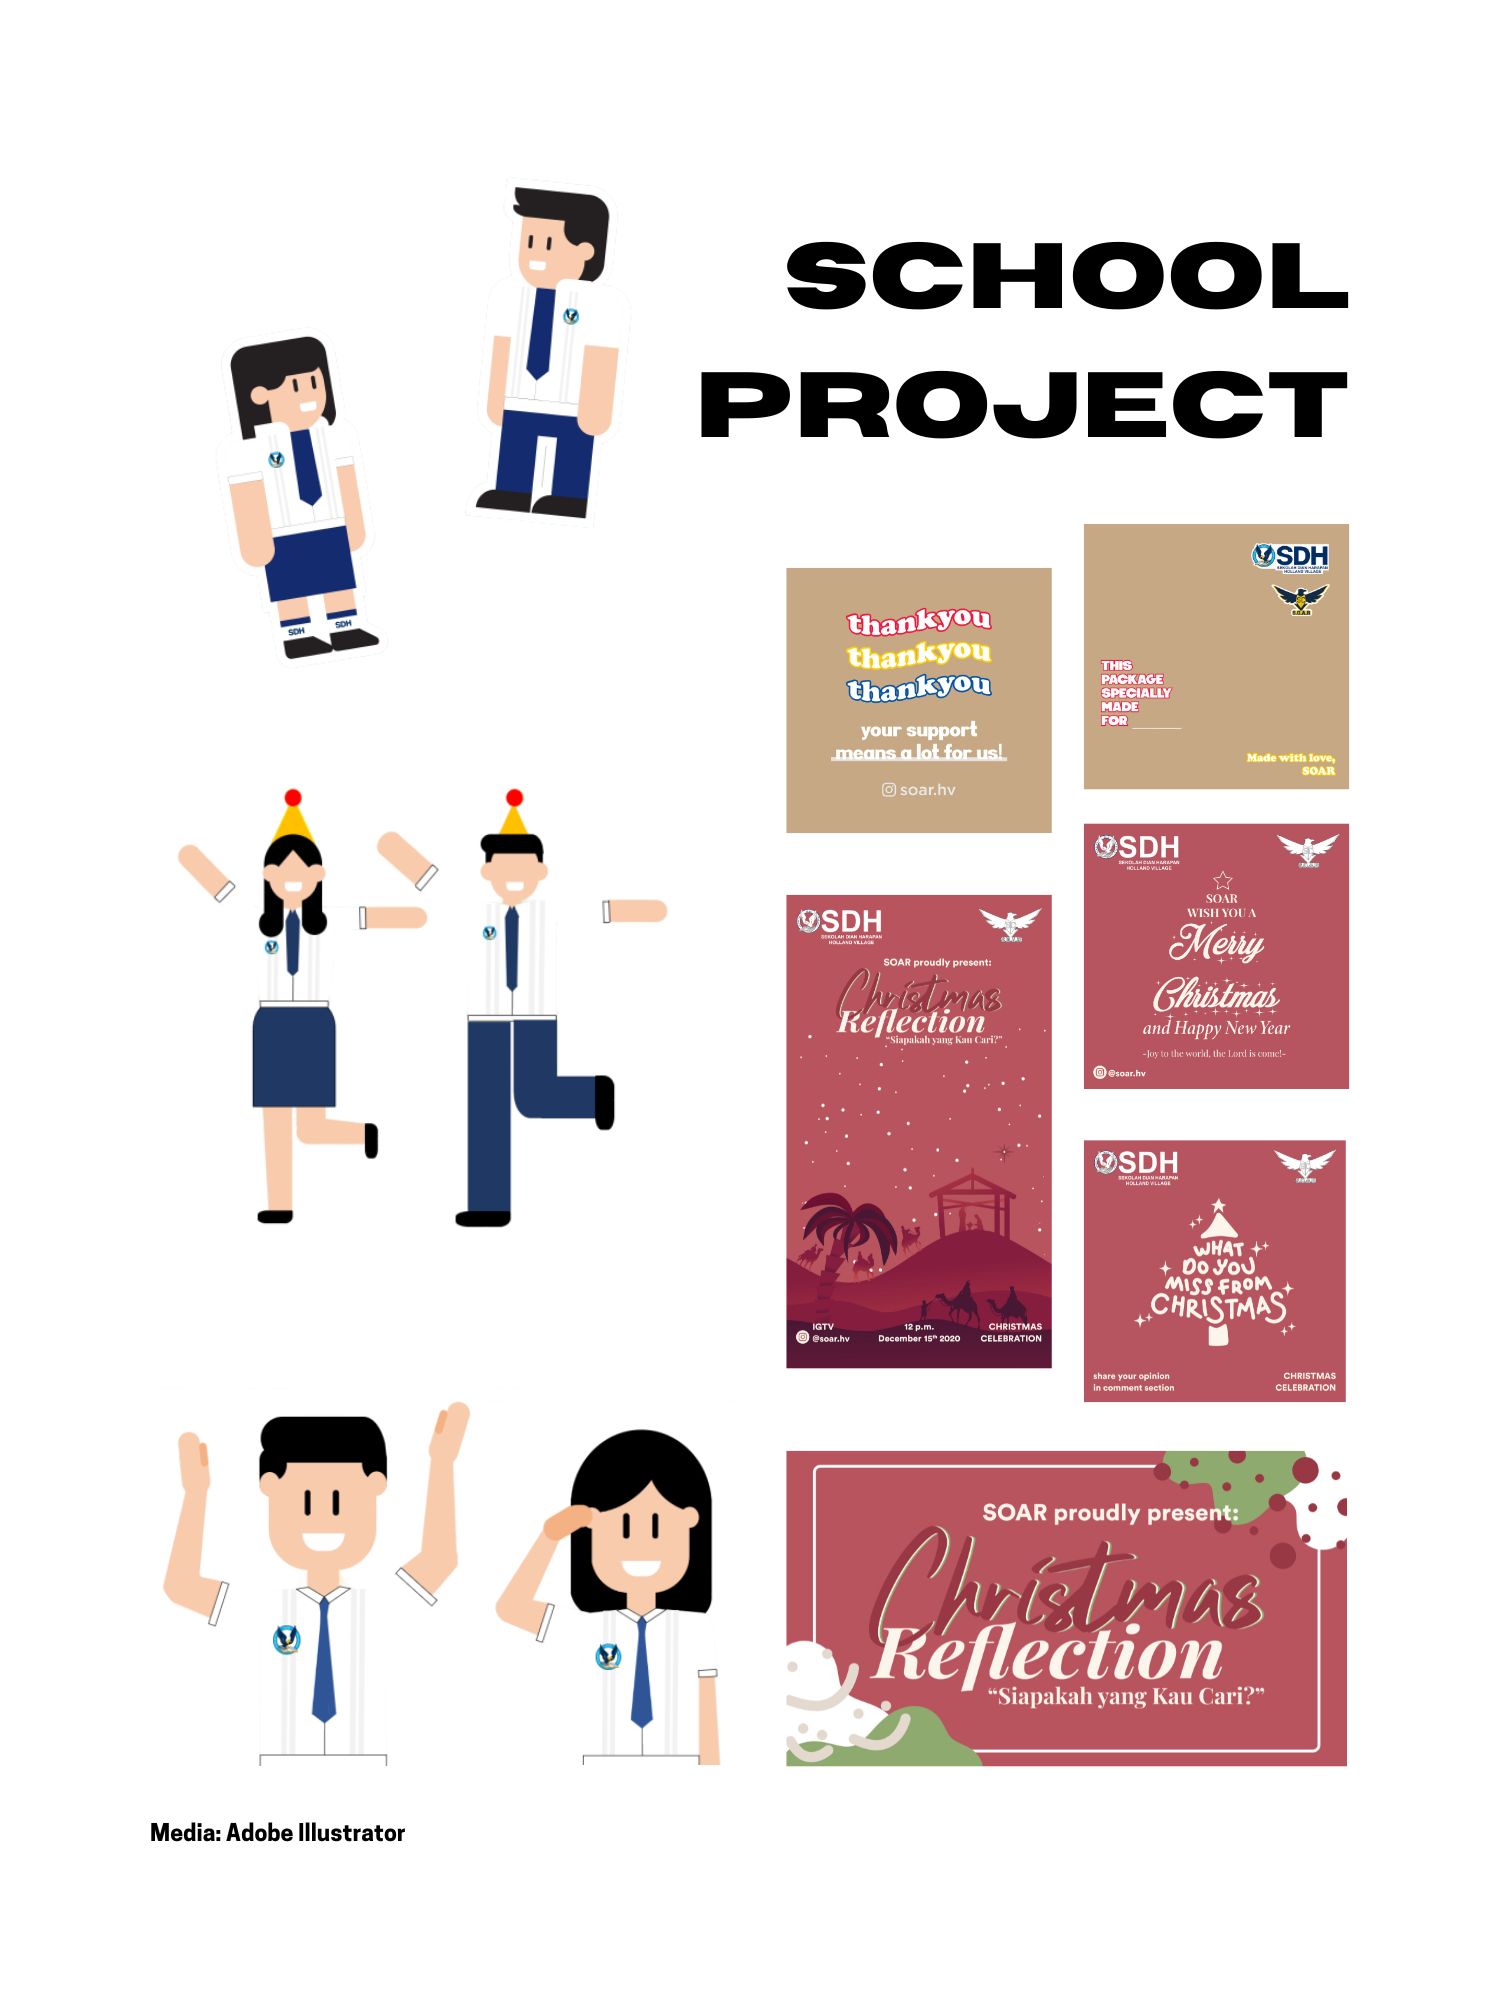 SCHOOL
PROJECT
SDH
SDH
thankyou
thankyou
thankyou
your support
means a lot for us!
soar.hv
SDH
SEKOLAH DIAN HARAPAN
HOLLAND VILLAGE
S.O.A.R
THIS
PACKAGE
SPECIALLY
MADE
FOR ________
Made with love,
SOAR
SDH
SEKOLAH DIAN HARAPAN
HOLLAND VILLAGE
SOAR proudly present:
Christmas
Reflection
“Siapakah yang Kau Cari?”
IGTV
@soar.hv
12 p.m.
December 15th 2020
CHRISTMAS
CELEBRATION
SDH
SEKOLAH DIAN HARAPAN
HOLLAND VILLAGE
SOAR
WISH YOU A
Merry
Christmas
and Happy New Year
-Joy to the world, the Lord is come!-
@soar.hv
SDH
SEKOLAH DIAN HARAPAN
HOLLAND VILLAGE
WHAT
DO YOU
MISS FROM
CHRISTMAS
share your opinion
in comment section
CHRISTMAS
CELEBRATION
SOAR proudly present:
Christmas
Reflection
“Siapakah yang Kau Cari?”
Media: Adobe Illustrator